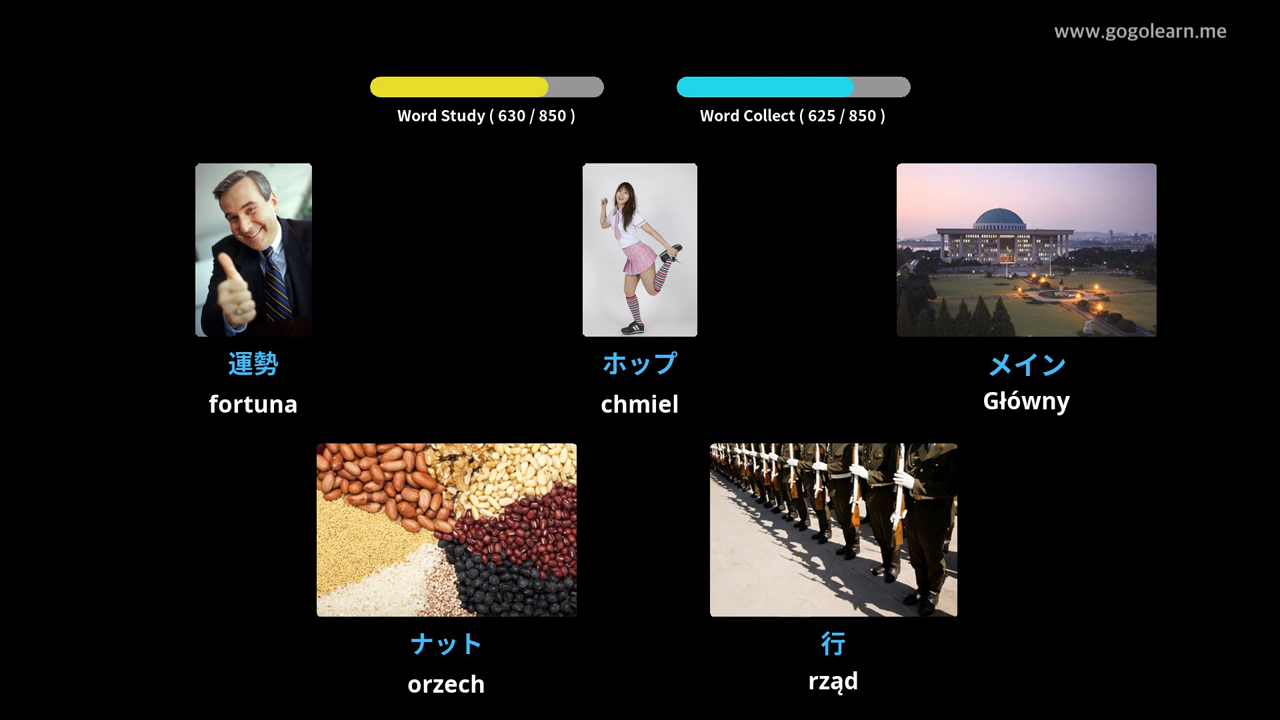 www.gogolearn.me
Word Study ( 630 / 850 )
Word Collect ( 625 / 850 )
運勢
ホップ
メイン
fortuna
chmiel
Główny
ナット
行
orzech
rząd